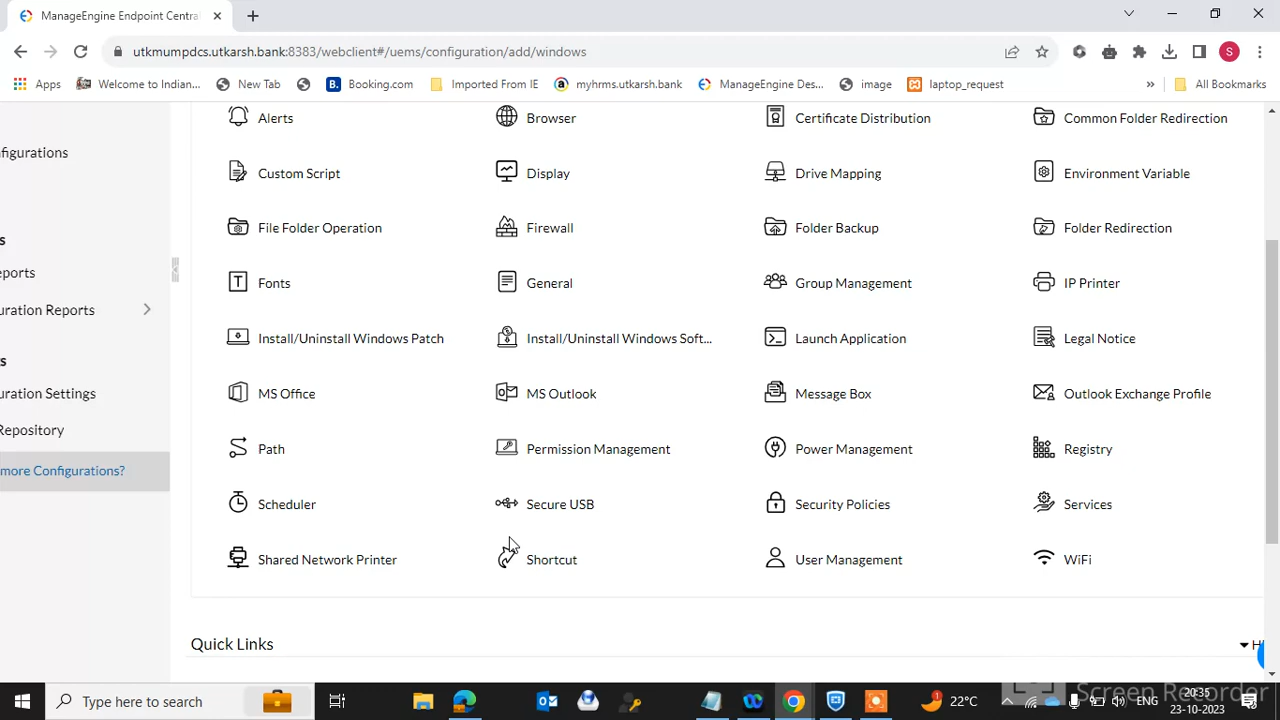 ManageEngine Endpoint Centra
utkmumpdcs.utkarsh.bank:8383/webclient#/uems/configuration/add/windows
S
Apps Welcome to Indian... New Tab Booking.com Imported From IE myhrms.utkarsh.bank ManageEngine Des... image laptop_request » All Bookmarks
Alerts Browser Certificate Distribution Common Folder Redirection
nfigurations
Custom Script Display Drive Mapping Environment Variable
s
File Folder Operation Firewall Folder Backup Folder Redirection
eports
Fonts General Group Management IP Printer
uration Reports
Install/Uninstall Windows Patch Install/Uninstall Windows Soft... Launch Application Legal Notice
ts
uration Settings
MS Office MS Outlook Message Box Outlook Exchange Profile
Repository
Path Permission Management Power Management Registry
more Configurations?
Scheduler Secure USB Security Policies Services
Shared Network Printer Shortcut User Management WiFi
Quick Links
Type here to search
22°C
ENG
20:35
23-10-2023
Screen Recorder